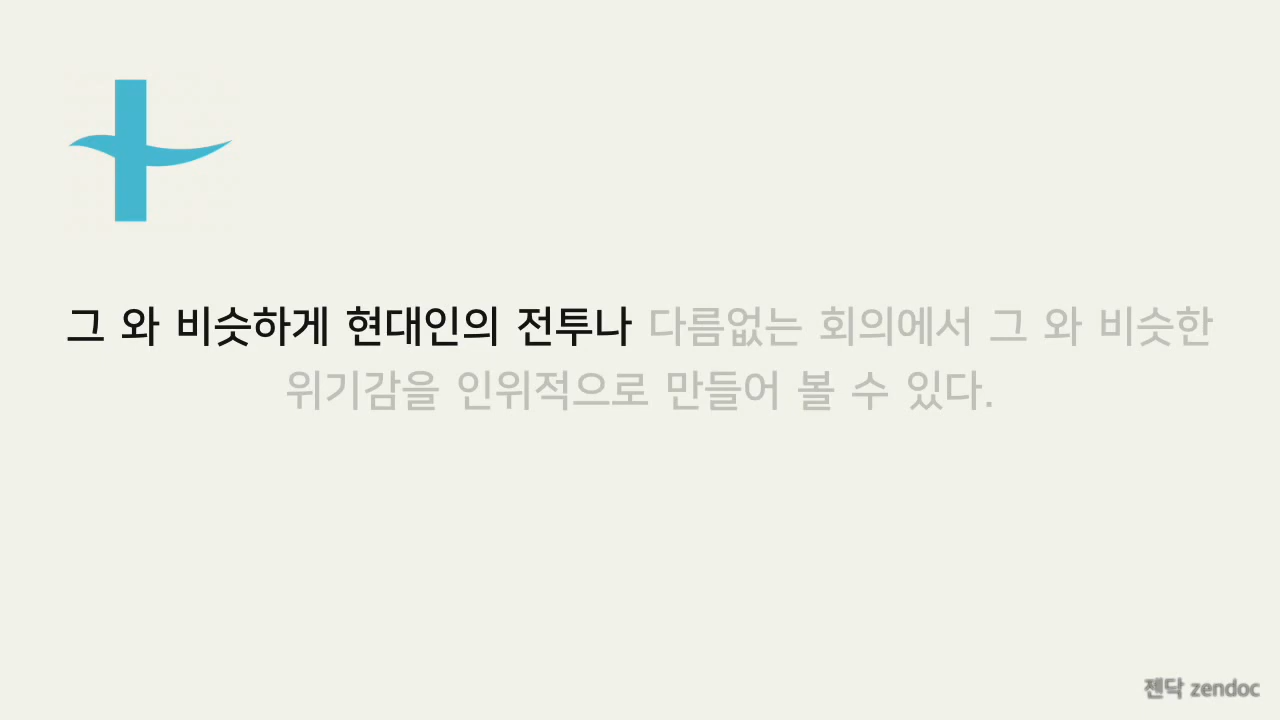 그 와 비슷하게 현대인의 전투나 다름없는 회의에서 그 와 비슷한
위기감을 인위적으로 만들어 볼 수 있다.
젠닥 zendoc